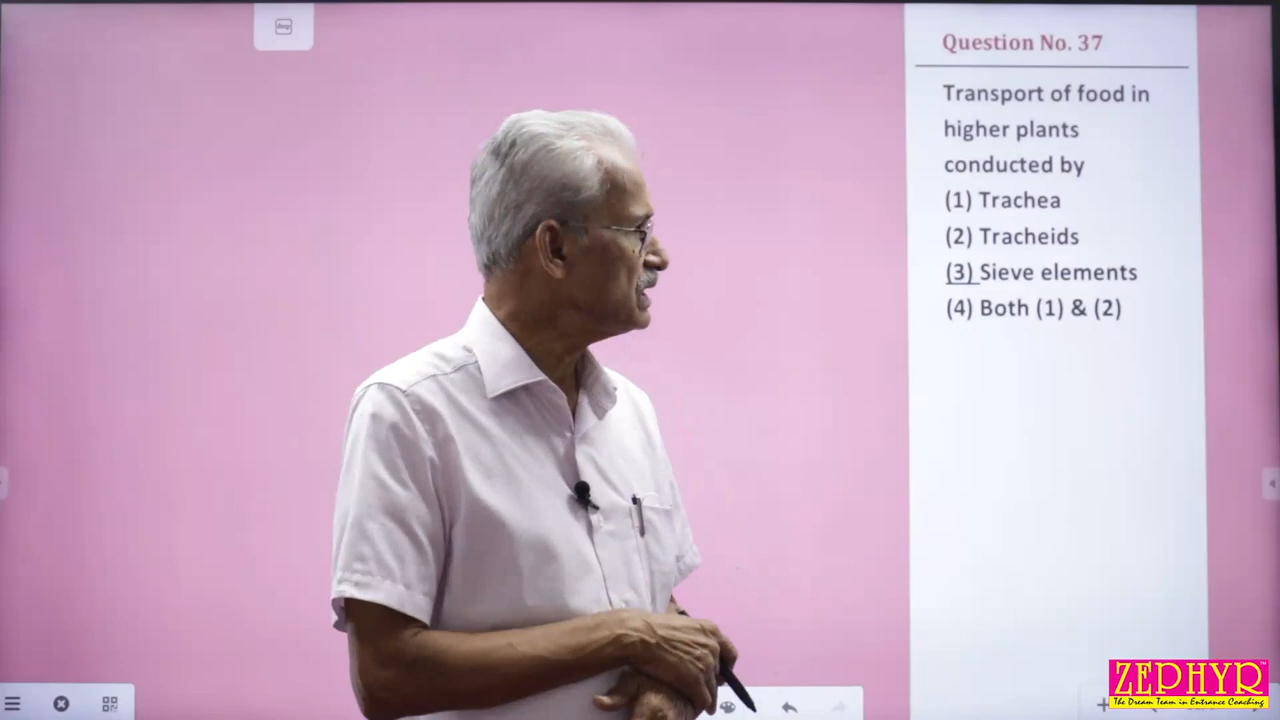 Question No. 37
Transport of food in
higher plants
conducted by
(1) Trachea
(2) Tracheids
(3) Sieve elements
(4) Both (1) & (2)
ZEPHYR™
The Dream Team in Entrance Coaching